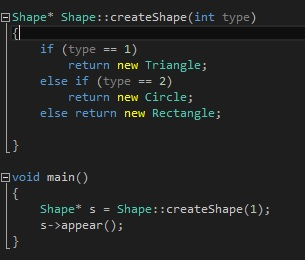 Shape* Shape::createShape(int type)
{
if (type == 1)
return new Triangle;
else if (type == 2)
return new Circle;
else return new Rectangle;
}
void main()
{
Shape* s = Shape::createShape(1);
s->appear();
}